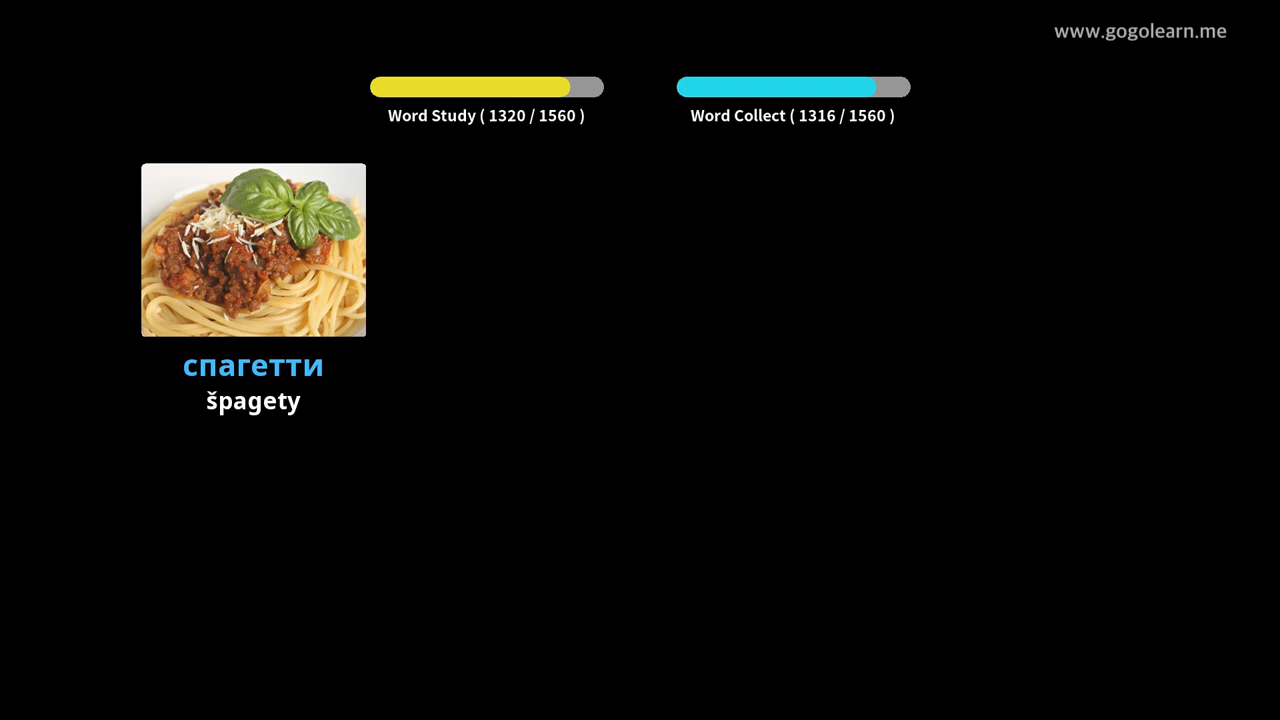 www.gogolearn.me
Word Study ( 1320 / 1560 )
Word Collect ( 1316 / 1560 )
спагетти
špagety